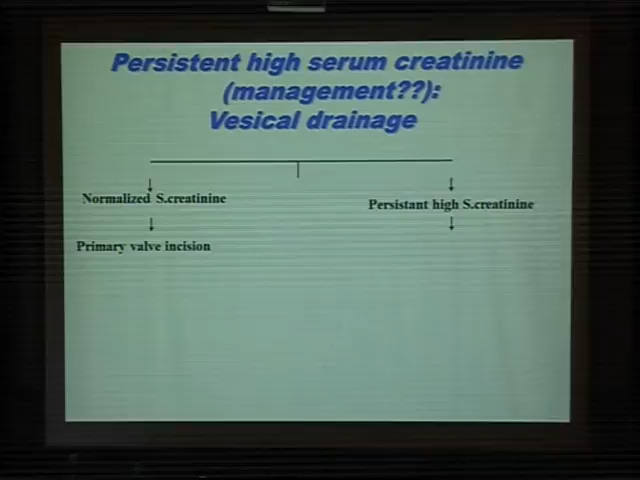 Persistent high serum creatinine
(management??):
Vesical drainage
Normalized S.creatinine
Persistant high S.creatinine
Primary valve incision